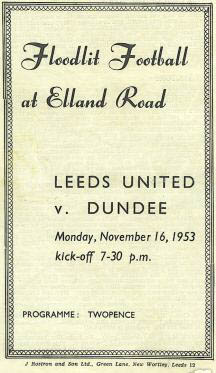 Floodlit Football
at Elland Road
LEEDS UNITED
v. DUNDEE
Monday, November 16, 1953
kick-off 7-30 p.m.
PROGRAMME: TWOPENCE
J Rostron and Son Ltd., Green Lane, New Wortley, Leeds 12